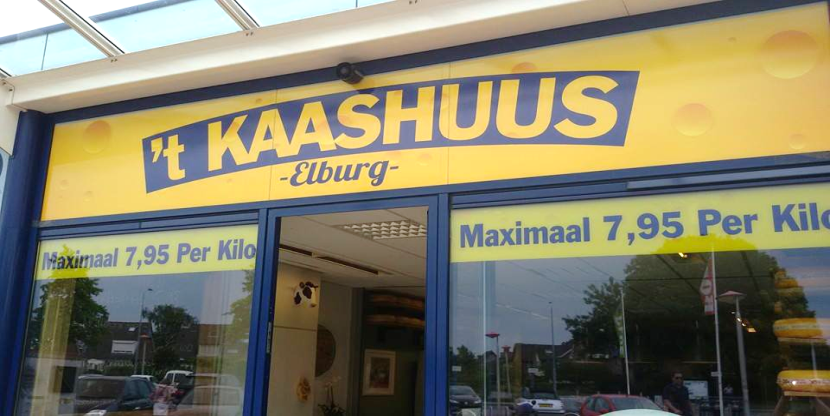 't KAASHUUS
-Elburg-
Maximaal 7,95 Per Kilo
Maximaal 7,95 Per Kilo